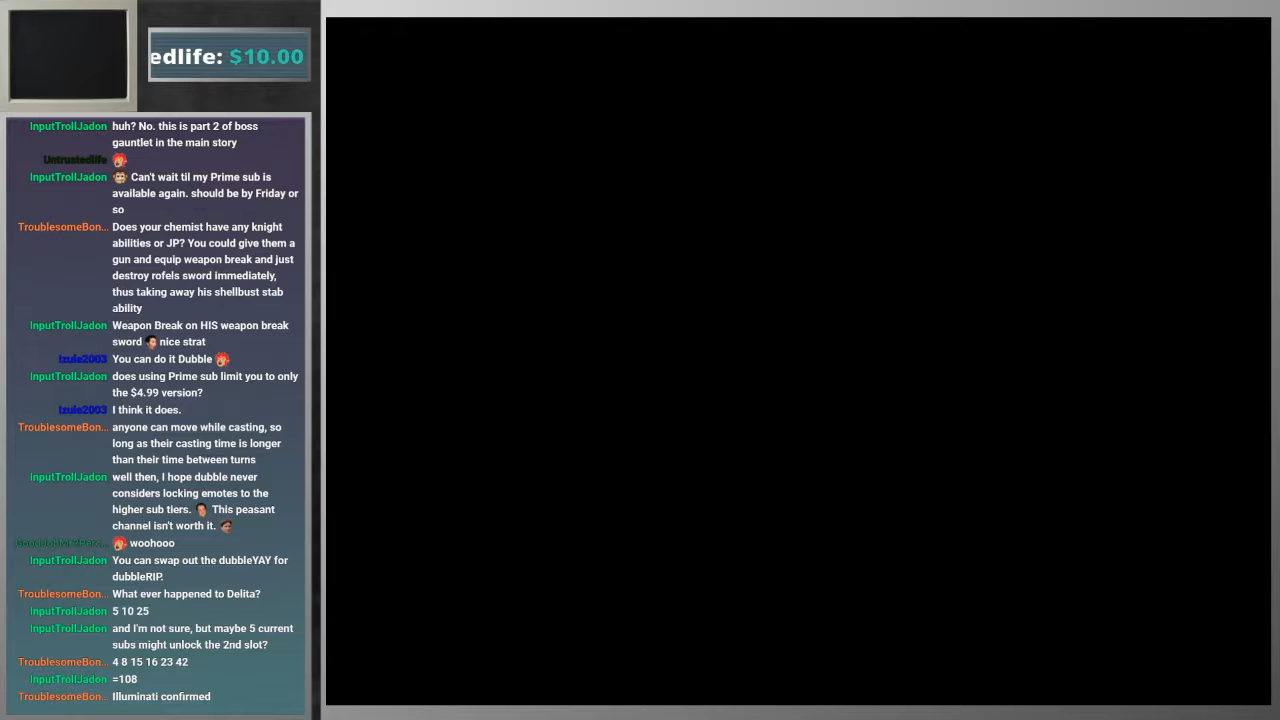 edlife: $10.00
InputTrollJadon huh? No. this is part 2 of boss
gauntlet in the main story
Untrustedlife
InputTrollJadon Can't wait til my Prime sub is
available again. should be by Friday or
so
TroublesomeBon... Does your chemist have any knight
abilities or JP? You could give them a
gun and equip weapon break and just
destroy rofels sword immediately,
thus taking away his shellbust stab
ability
InputTrollJadon Weapon Break on HIS weapon break
sword nice strat
Izule2003 You can do it Dubble
InputTrollJadon does using Prime sub limit you to only
the $4.99 version?
Izule2003 I think it does.
TroublesomeBon... anyone can move while casting, so
long as their casting time is longer
than their time between turns
InputTrollJadon well then, I hope dubble never
considers locking emotes to the
higher sub tiers. This peasant
channel isn't worth it.
woohooo
InputTrollJadon You can swap out the dubbleYAY for
dubbleRIP.
TroublesomeBon... What ever happened to Delita?
InputTrollJadon 5 10 25
InputTrollJadon and I'm not sure, but maybe 5 current
subs might unlock the 2nd slot?
TroublesomeBon... 4 8 15 16 23 42
InputTrollJadon =108
TroublesomeBon... Illuminati confirmed